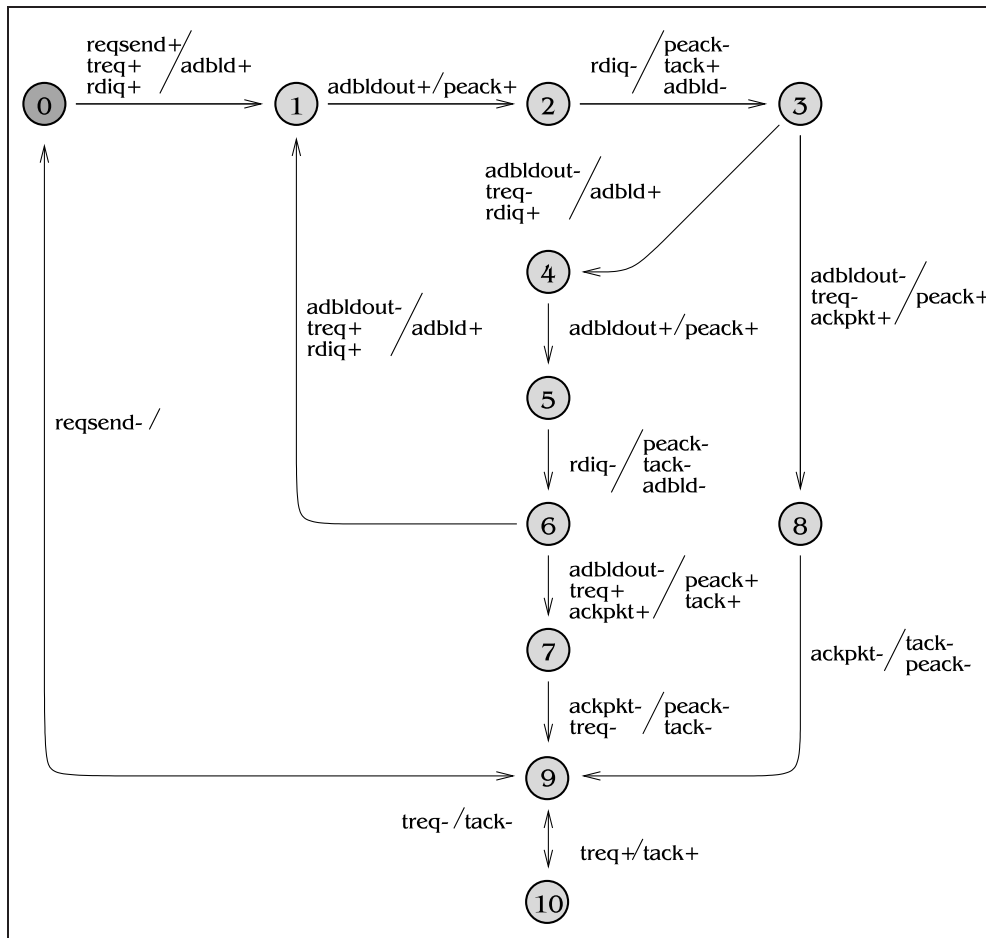 reqsend+
treq+ / adbld+
rdiq+
0
1
adbldout+/peack+
2
rdiq- / peack-
tack+
adbld-
3
adbldout-
treq- / adbld+
rdiq+
4
adbldout-
treq+ / adbld+
rdiq+
adbldout+/peack+
adbldout-
treq- / peack+
ackpkt+
5
reqsend- /
rdiq- / peack-
tack-
adbld-
6
8
adbldout-
treq+ / peack+
ackpkt+ tack+
7
ackpkt- / tack-
peack-
ackpkt- / peack-
treq- tack-
9
treq- /tack-
treq+/tack+
10